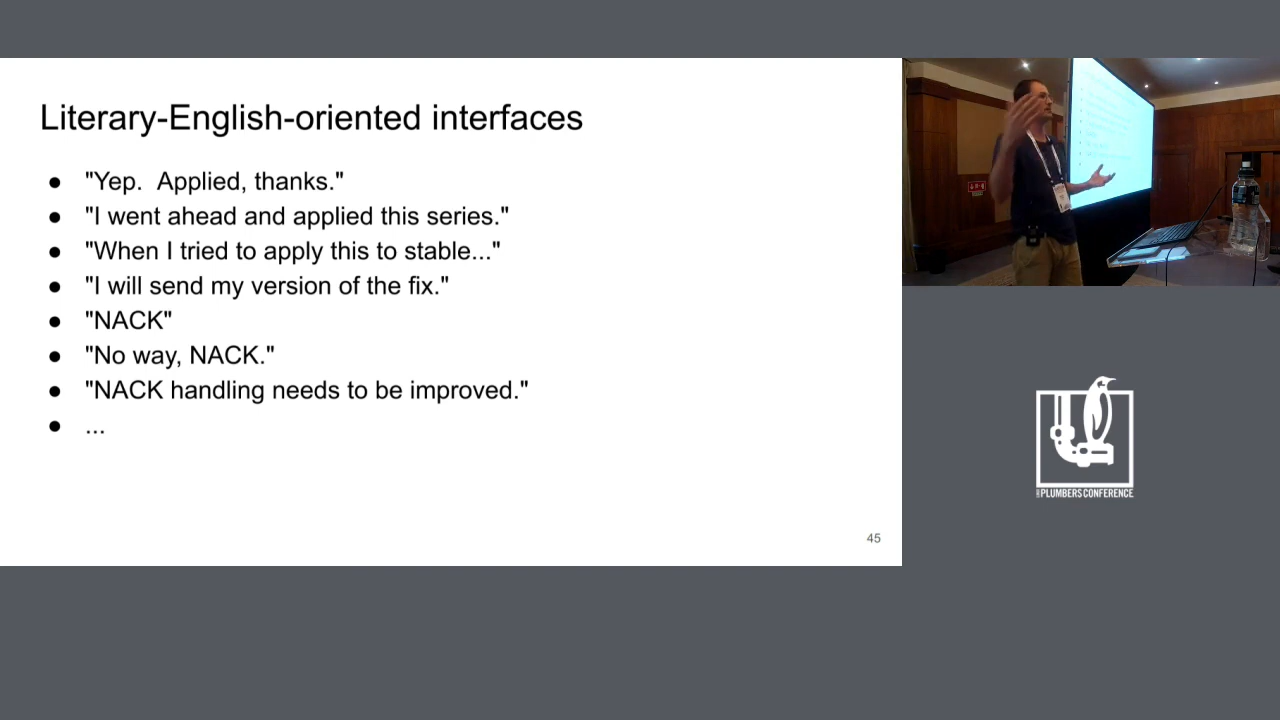 Literary-English-oriented interfaces
● "Yep.  Applied, thanks."
● "I went ahead and applied this series."
● "When I tried to apply this to stable..."
● "I will send my version of the fix."
● "NACK"
● "No way, NACK."
● "NACK handling needs to be improved."
● ...
45
PLUMBERS CONFERENCE